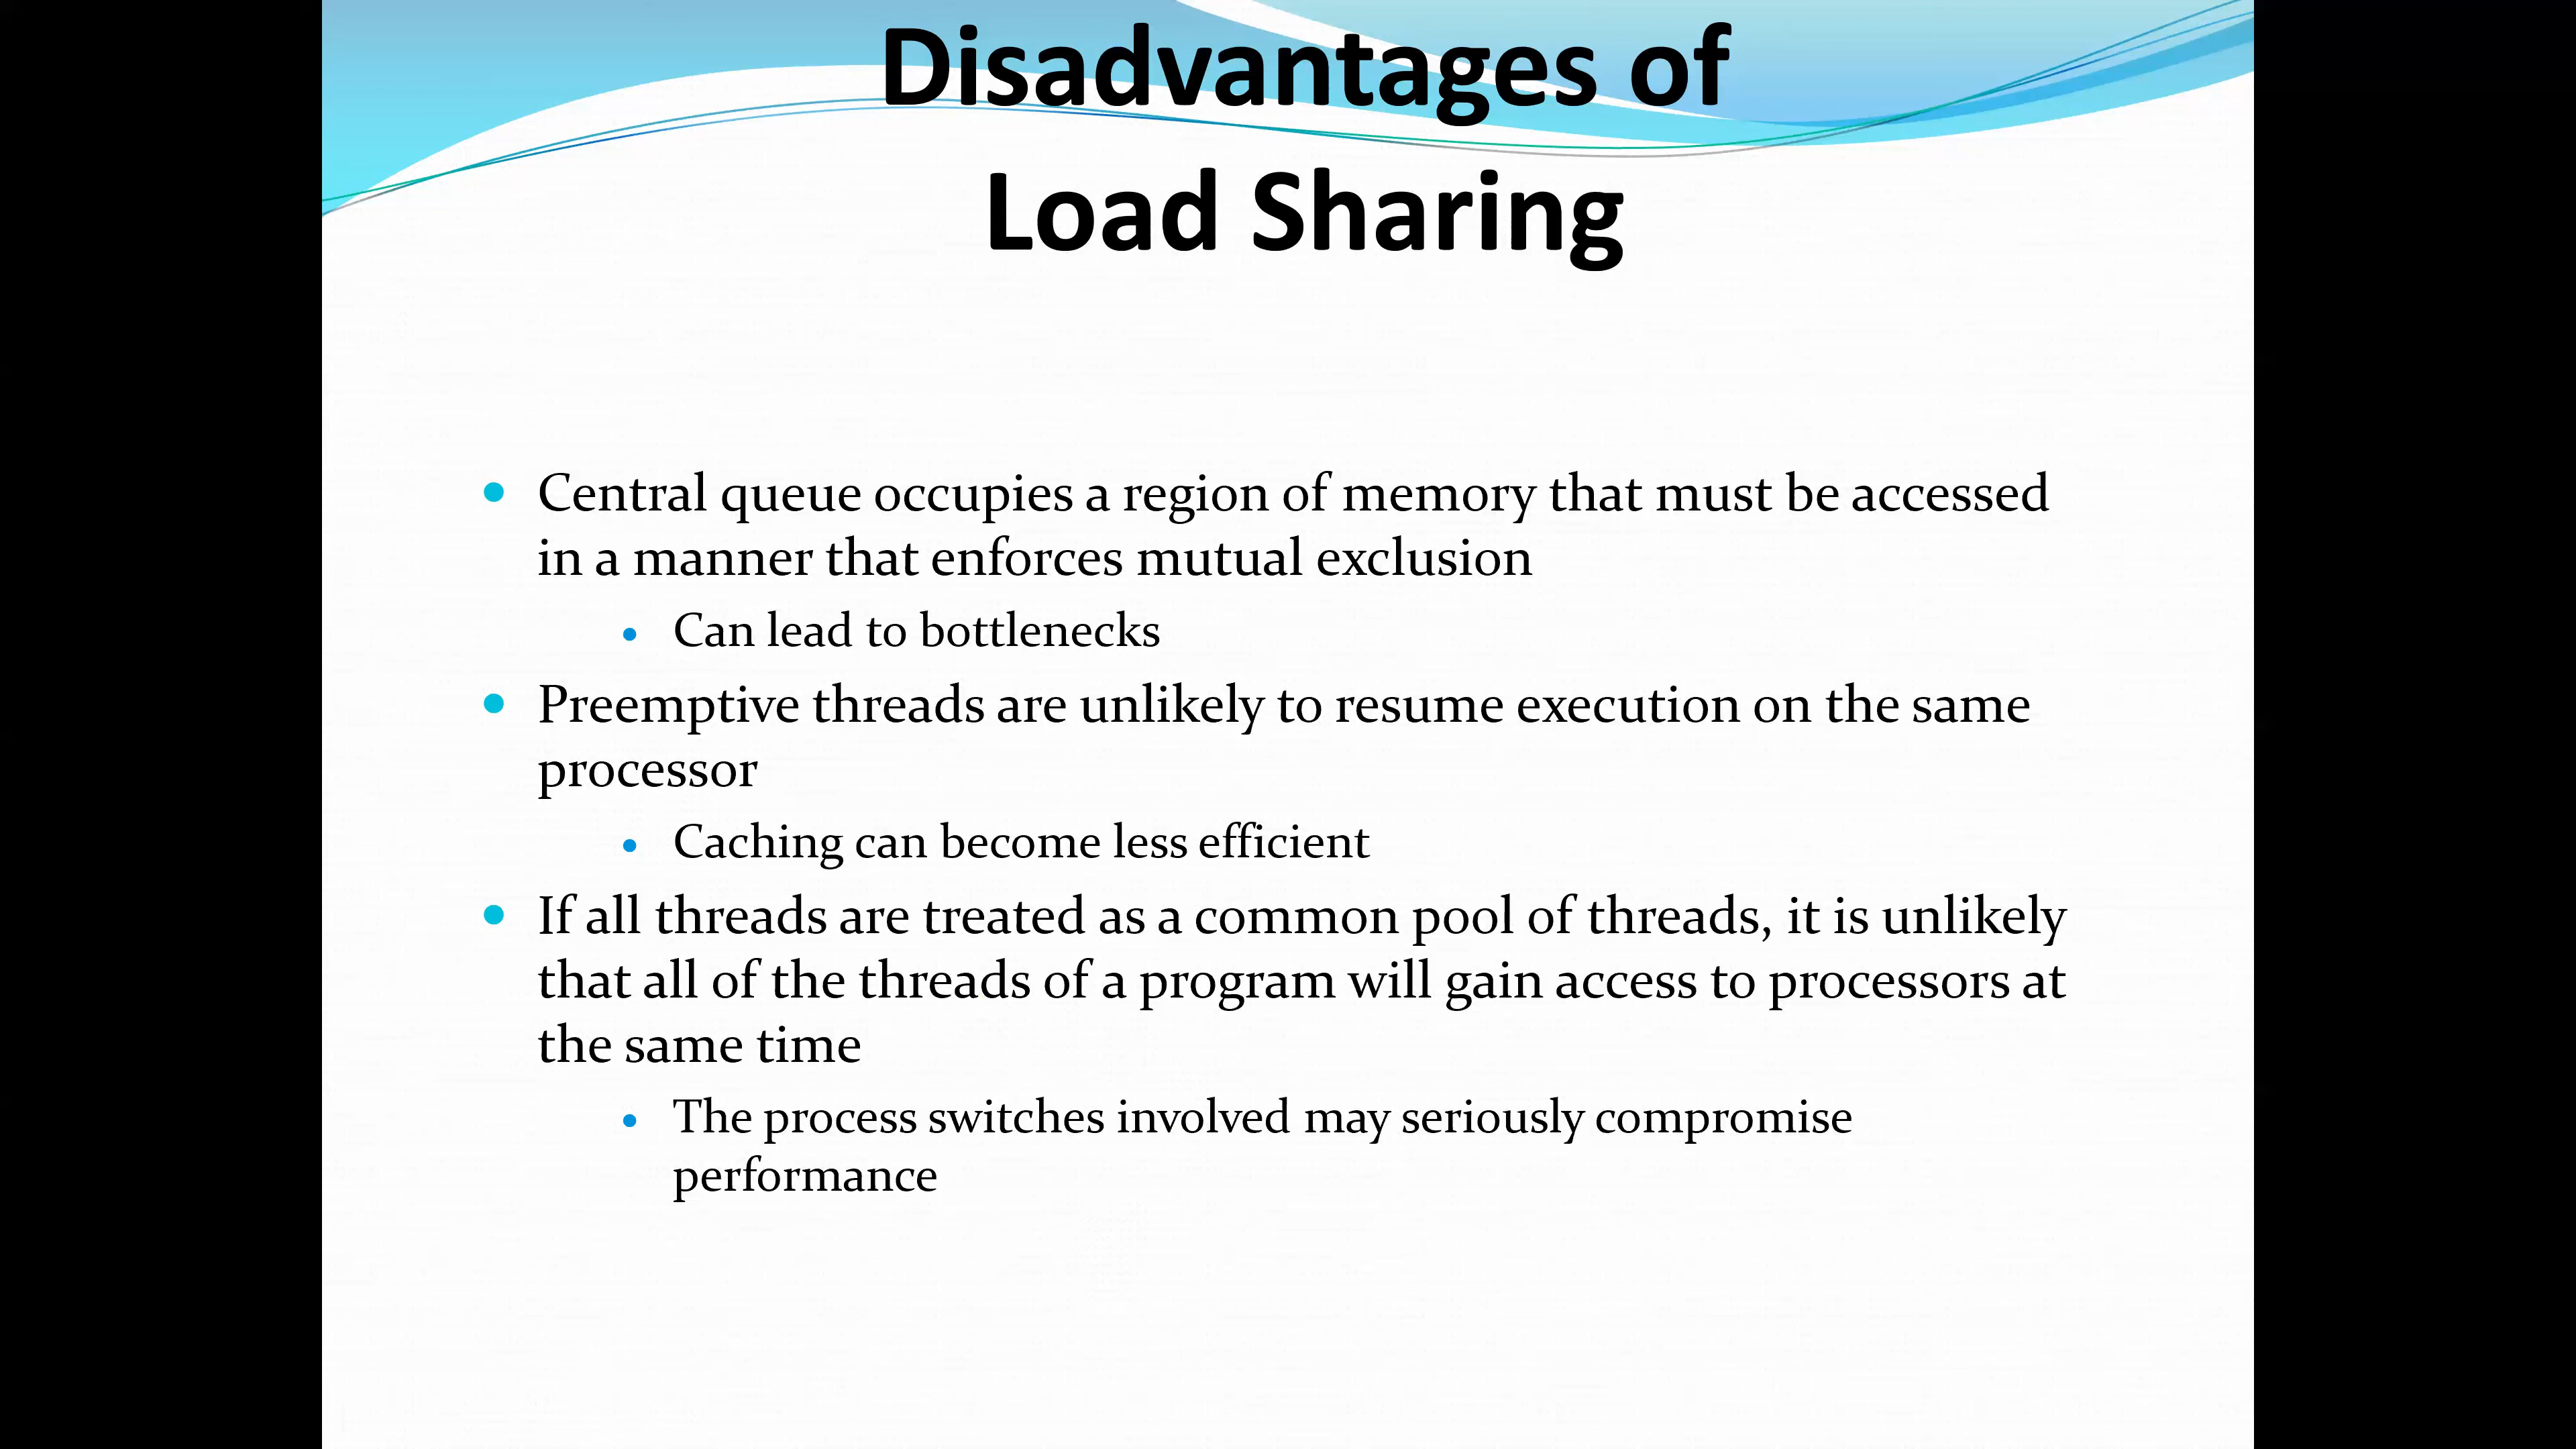 Disadvantages of
Load Sharing
• Central queue occupies a region of memory that must be accessed
in a manner that enforces mutual exclusion
• Can lead to bottlenecks
• Preemptive threads are unlikely to resume execution on the same
processor
• Caching can become less efficient
• If all threads are treated as a common pool of threads, it is unlikely
that all of the threads of a program will gain access to processors at
the same time
• The process switches involved may seriously compromise
performance